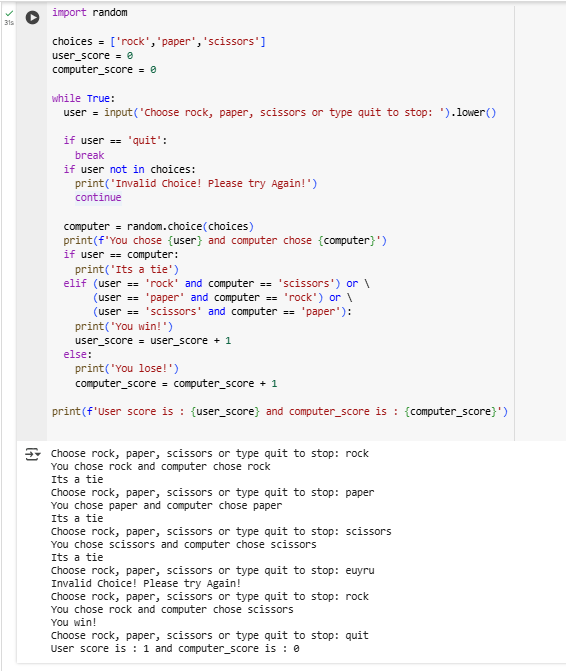 31s
import random
choices = ['rock','paper','scissors']
user_score = 0
computer_score = 0
while True:
  user = input('Choose rock, paper, scissors or type quit to stop: ').lower()
  if user == 'quit':
    break
  if user not in choices:
    print('Invalid Choice! Please try Again!')
    continue
  computer = random.choice(choices)
  print(f'You chose {user} and computer chose {computer}')
  if user == computer:
    print('Its a tie')
  elif (user == 'rock' and computer == 'scissors') or \
       (user == 'paper' and computer == 'rock') or \
       (user == 'scissors' and computer == 'paper'):
    print('You win!')
    user_score = user_score + 1
  else:
    print('You lose!')
    computer_score = computer_score + 1
print(f'User score is : {user_score} and computer_score is : {computer_score}')
Choose rock, paper, scissors or type quit to stop: rock
You chose rock and computer chose rock
Its a tie
Choose rock, paper, scissors or type quit to stop: paper
You chose paper and computer chose paper
Its a tie
Choose rock, paper, scissors or type quit to stop: scissors
You chose scissors and computer chose scissors
Its a tie
Choose rock, paper, scissors or type quit to stop: euyru
Invalid Choice! Please try Again!
Choose rock, paper, scissors or type quit to stop: rock
You chose rock and computer chose scissors
You win!
Choose rock, paper, scissors or type quit to stop: quit
User score is : 1 and computer_score is : 0